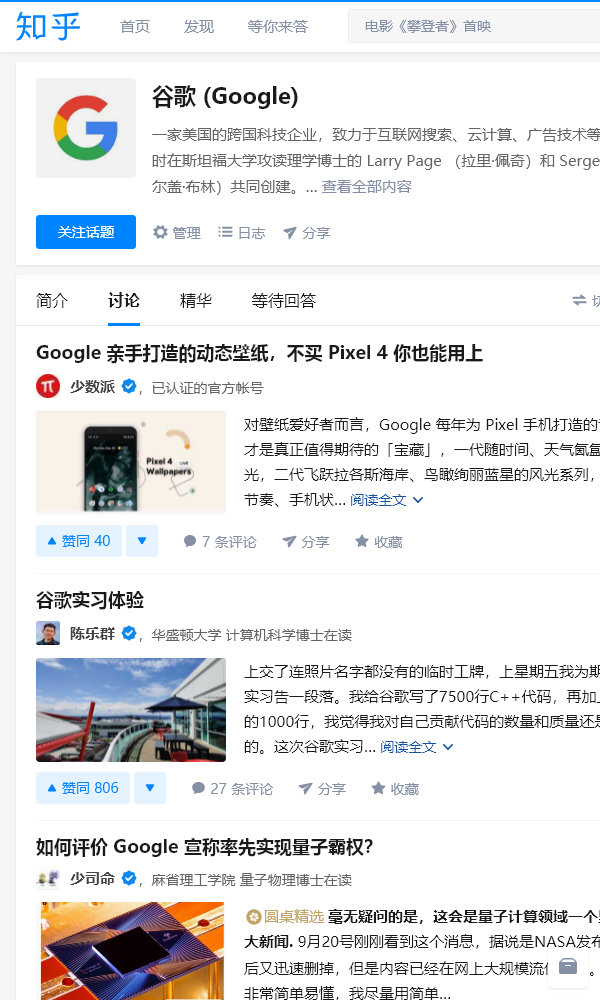 知乎 首页 发现 等你来答 电影《攀登者》首映
谷歌 (Google)
一家美国的跨国科技企业，致力于互联网搜索、云计算、广告技术等
时在斯坦福大学攻读理学博士的 Larry Page （拉里·佩奇）和 Serge
尔盖·布林）共同创建。... 查看全部内容
关注话题 管理 日志 分享
简介 讨论 精华 等待回答
Google 亲手打造的动态壁纸，不买 Pixel 4 你也能用上
少数派 ，已认证的官方帐号
Pixel 4
LIVE
Wallpapers
对壁纸爱好者而言，Google 每年为 Pixel 手机打造的
才是真正值得期待的「宝藏」，一代随时间、天气氤氲
光，二代飞跃拉各斯海岸、鸟瞰绚丽蓝星的风光系列，
节奏、手机状... 阅读全文
赞同 40 7 条评论 分享 收藏
谷歌实习体验
陈乐群 ，华盛顿大学 计算机科学博士在读
上交了连照片名字都没有的临时工牌，上星期五我为期
实习告一段落。我给谷歌写了7500行C++代码，再加上
的1000行，我觉得我对自己贡献代码的数量和质量还是
的。这次谷歌实习... 阅读全文
赞同 806 27 条评论 分享 收藏
如何评价 Google 宣称率先实现量子霸权？
少司命 ，麻省理工学院 量子物理博士在读
圆桌精选 毫无疑问的是，这会是量子计算领域一个
大新闻. 9月20号刚刚看到这个消息，据说是NASA发布
后又迅速删掉，但是内容已经在网上大规模流传
非常简单易懂，我尽量用简单...